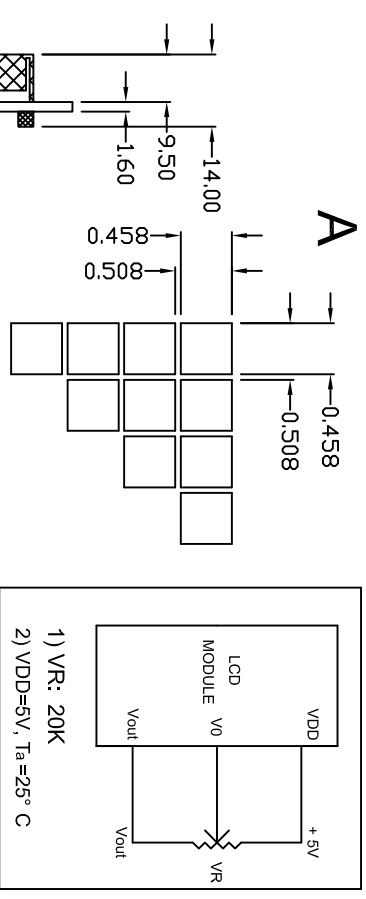 14.00
9.50
1.60
A
0.458
0.508
0.458
0.508
LCD
MODULE
VDD
V0
Vout
+ 5V
VR
Vout
1) VR: 20K
2) VDD=5V, Ta=25° C